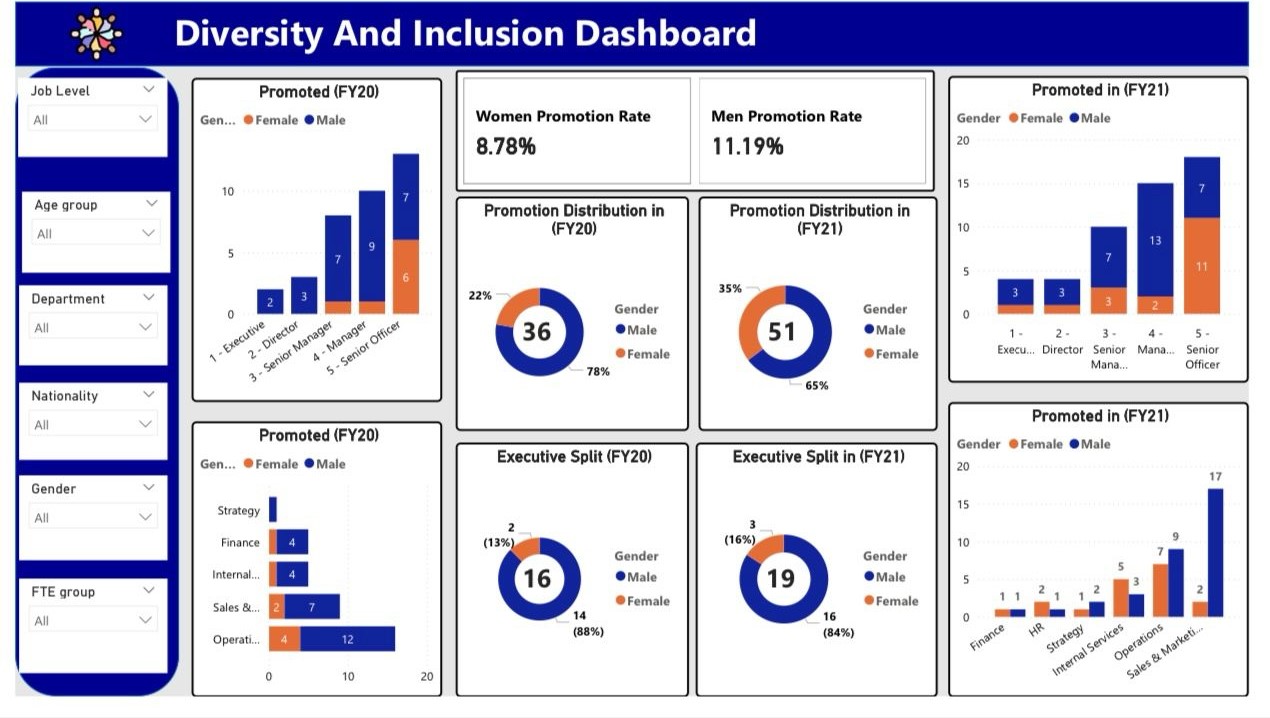 Diversity And Inclusion Dashboard
Job Level
All
Age group
All
Department
All
Nationality
All
Gender
All
FTE group
All
Promoted (FY20)
Gen... Female Male
10
5
0
2
3
7
9
7
6
1 - Executive
2 - Director
3 - Senior Manager
4 - Manager
5 - Senior Officer
Promoted (FY20)
Gen... Female Male
Strategy
Finance 4
Internal... 4
Sales &... 2 7
Operati... 4 12
0 10 20
Women Promotion Rate
8.78%
Men Promotion Rate
11.19%
Promotion Distribution in
(FY20)
22%
36
78%
Gender
Male
Female
Promotion Distribution in
(FY21)
35%
51
65%
Gender
Male
Female
Executive Split (FY20)
2
(13%)
16
14
(88%)
Gender
Male
Female
Executive Split in (FY21)
3
(16%)
19
16
(84%)
Gender
Male
Female
Promoted in (FY21)
Gender Female Male
20
15
10
5
0
3
3
7
3
13
2
7
11
1 -
Execu...
2 -
Director
3 -
Senior
Mana...
4 -
Mana...
5 -
Senior
Officer
Promoted in (FY21)
Gender Female Male
20
15
10
5
0
1 1
2 1
1 2
5 3
7 9
2 17
Finance
HR
Strategy
Internal Services
Operations
Sales & Marketi...